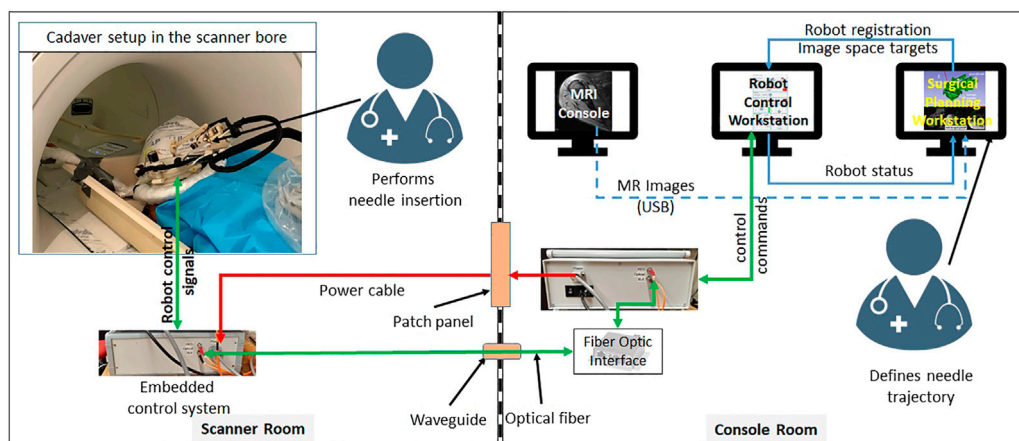 Cadaver setup in the scanner bore
Performs
needle insertion
Robot control
signals
Power cable
Patch panel
Embedded
control system
Waveguide
Optical fiber
Scanner Room
Robot registration
Image space targets
MRI
Console
Robot
Control
Workstation
Surgical
Planning
Workstation
Robot status
MR Images
(USB)
control
commands
Fiber Optic
Interface
Defines needle
trajectory
Console Room